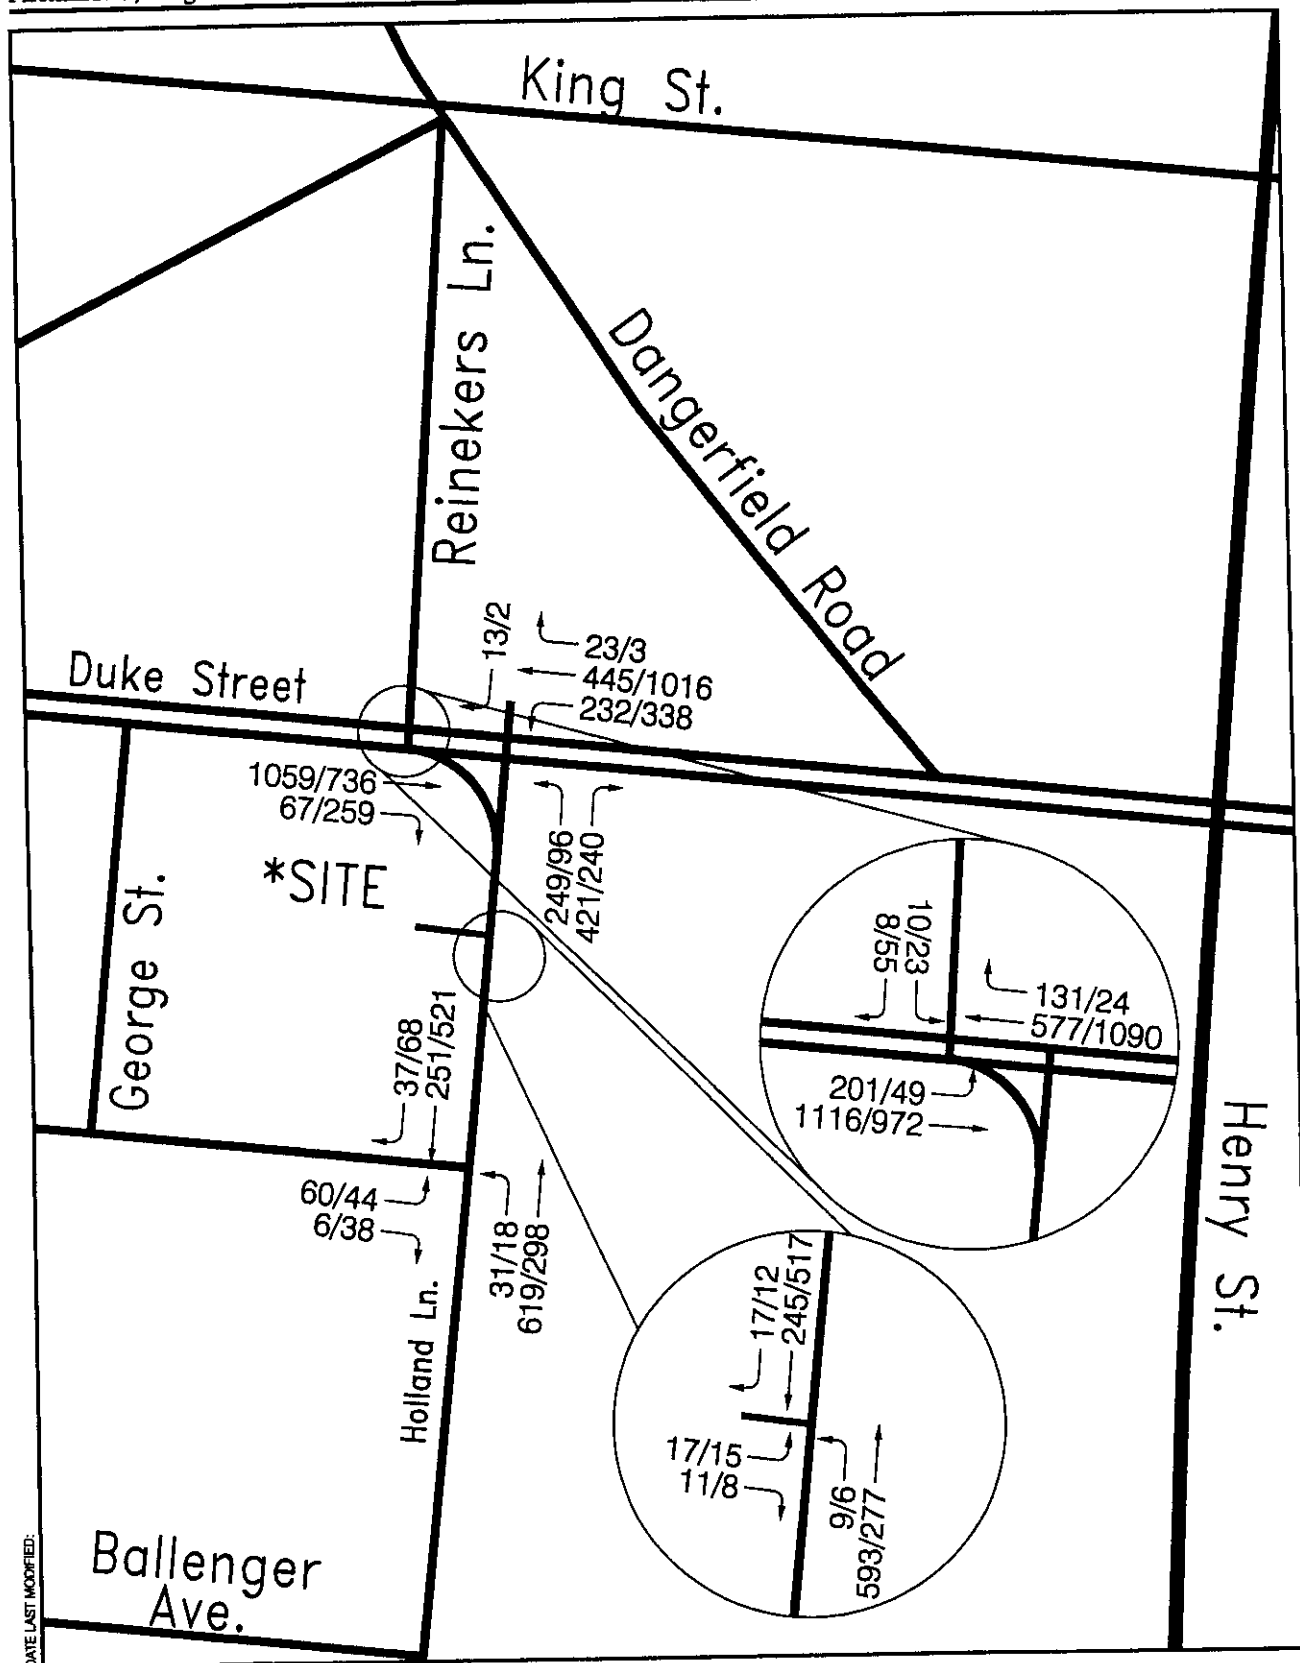 King St.
Reinekers Ln.
Dangerfield Road
Duke Street
13/2
23/3
445/1016
232/338
1059/736
67/259
*SITE
249/96
421/240
George St.
37/68
251/521
60/44
6/38
31/18
619/298
Holland Ln.
10/23
8/55
131/24
577/1090
201/49
1116/972
Henry St.
17/12
245/517
17/15
11/8
9/6
593/277
Ballenger
Ave.
DATE LAST MODIFIED: